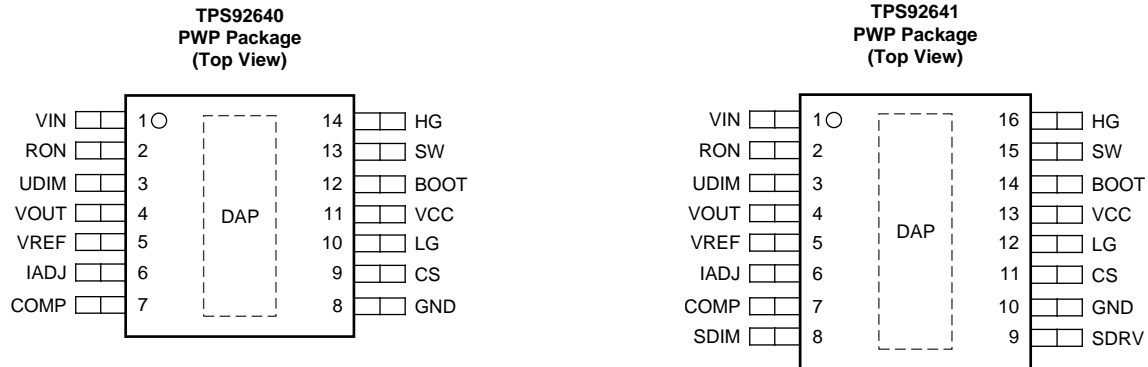 TPS92640
PWP Package
(Top View)
VIN 1 14 HG
RON 2 13 SW
UDIM 3 12 BOOT
VOUT 4 DAP 11 VCC
VREF 5 10 LG
IADJ 6 9 CS
COMP 7 8 GND
TPS92641
PWP Package
(Top View)
VIN 1 16 HG
RON 2 15 SW
UDIM 3 14 BOOT
VOUT 4 13 VCC
VREF 5 DAP 12 LG
IADJ 6 11 CS
COMP 7 10 GND
SDIM 8 9 SDRV